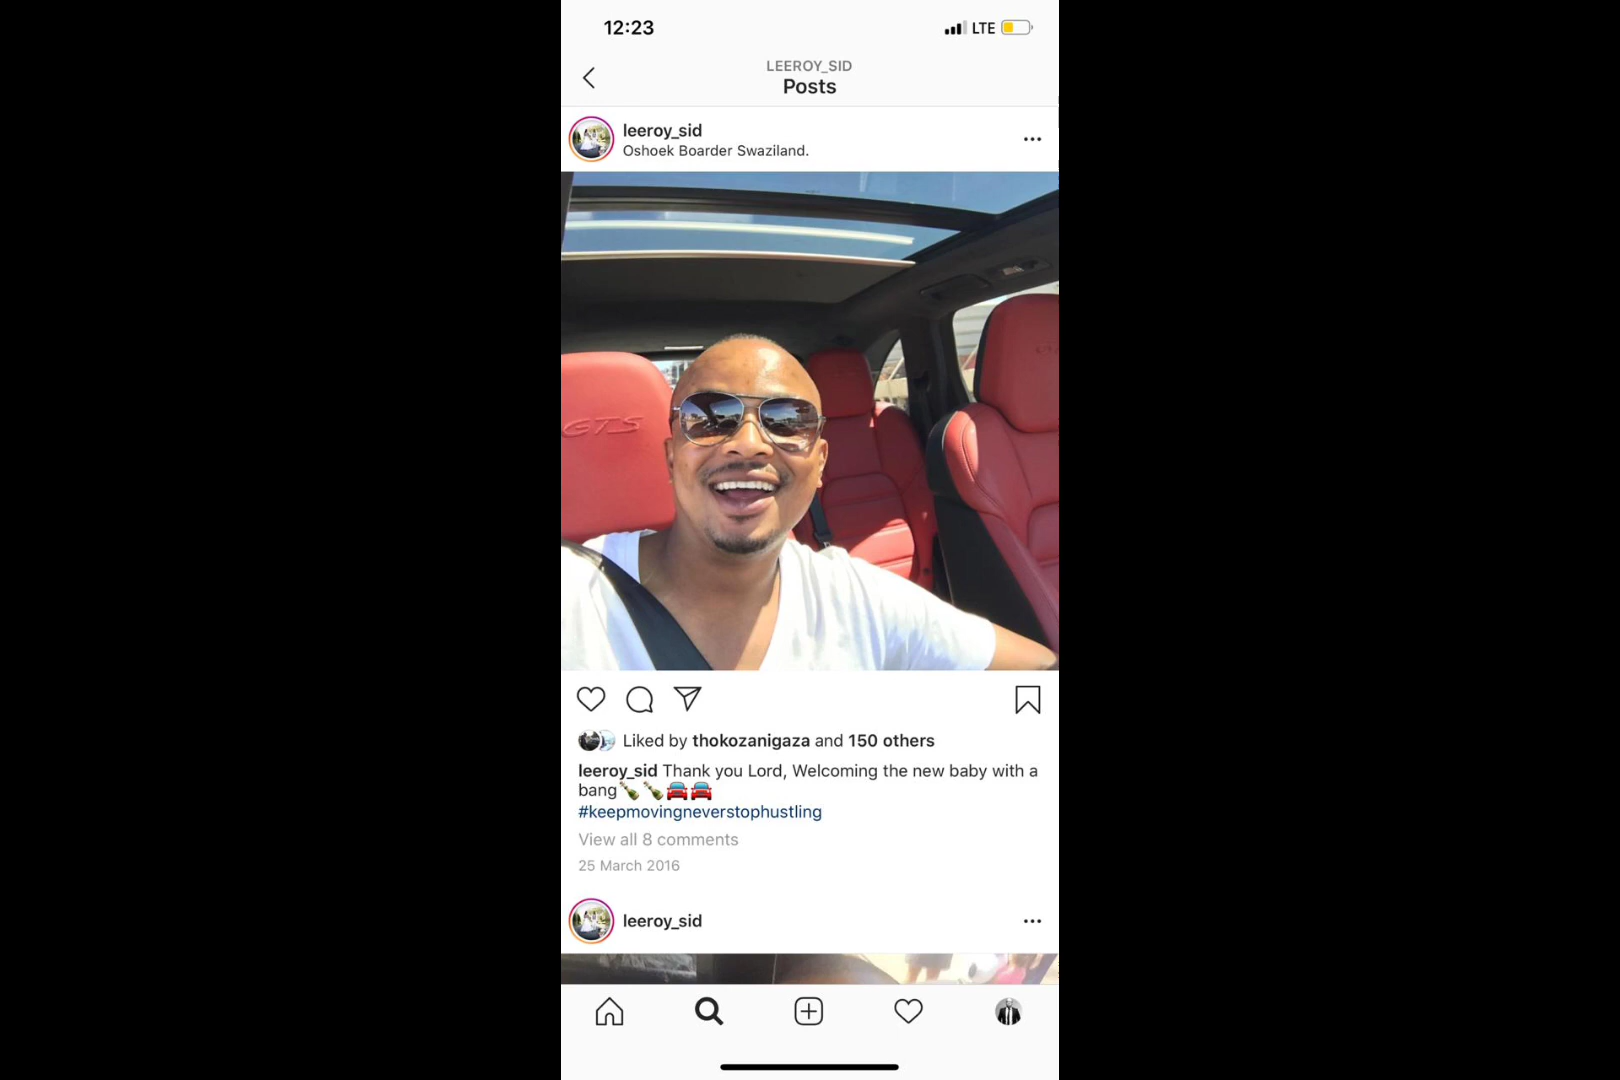 12:23
LTE
LEEROY_SID
Posts
leeroy_sid
Oshoek Boarder Swaziland.
GTS
leeroy_sid Thank you Lord, Welcoming the new baby with a
bang🍾🍾🚘🚘
#keepmovingneverstophustling
Liked by thokozanigaza and 150 others
View all 8 comments
25 March 2016
leeroy_sid